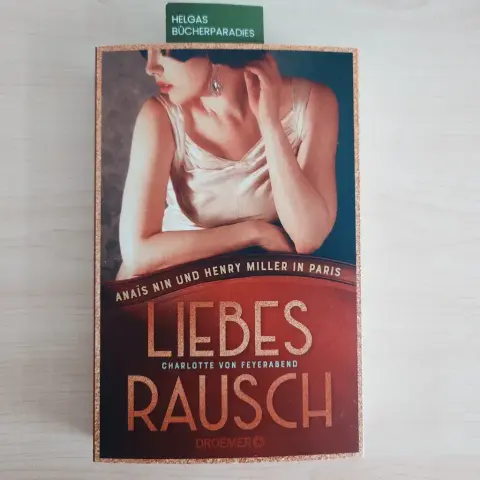 HELGAS
BÜCHERPARADIES
ANAÏS NIN UND HENRY MILLER IN PARIS
LIEBES
CHARLOTTE VON FEYERABEND
RAUSCH
DROEMER